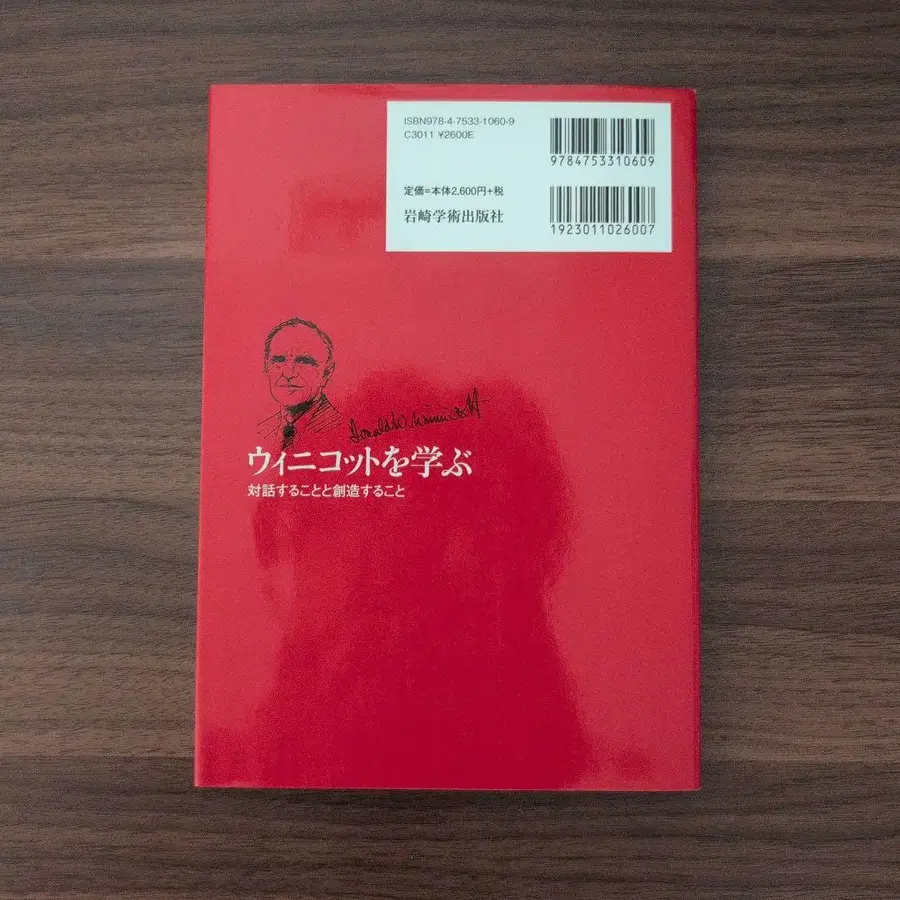 ISBN978-4-7533-1060-9
C3011 ¥2600E
9784753310609
定価=本体2,600円+税
岩崎学術出版社
1923011026007
Donald W. Winnicott
ウィニコットを学ぶ
対話することと創造すること